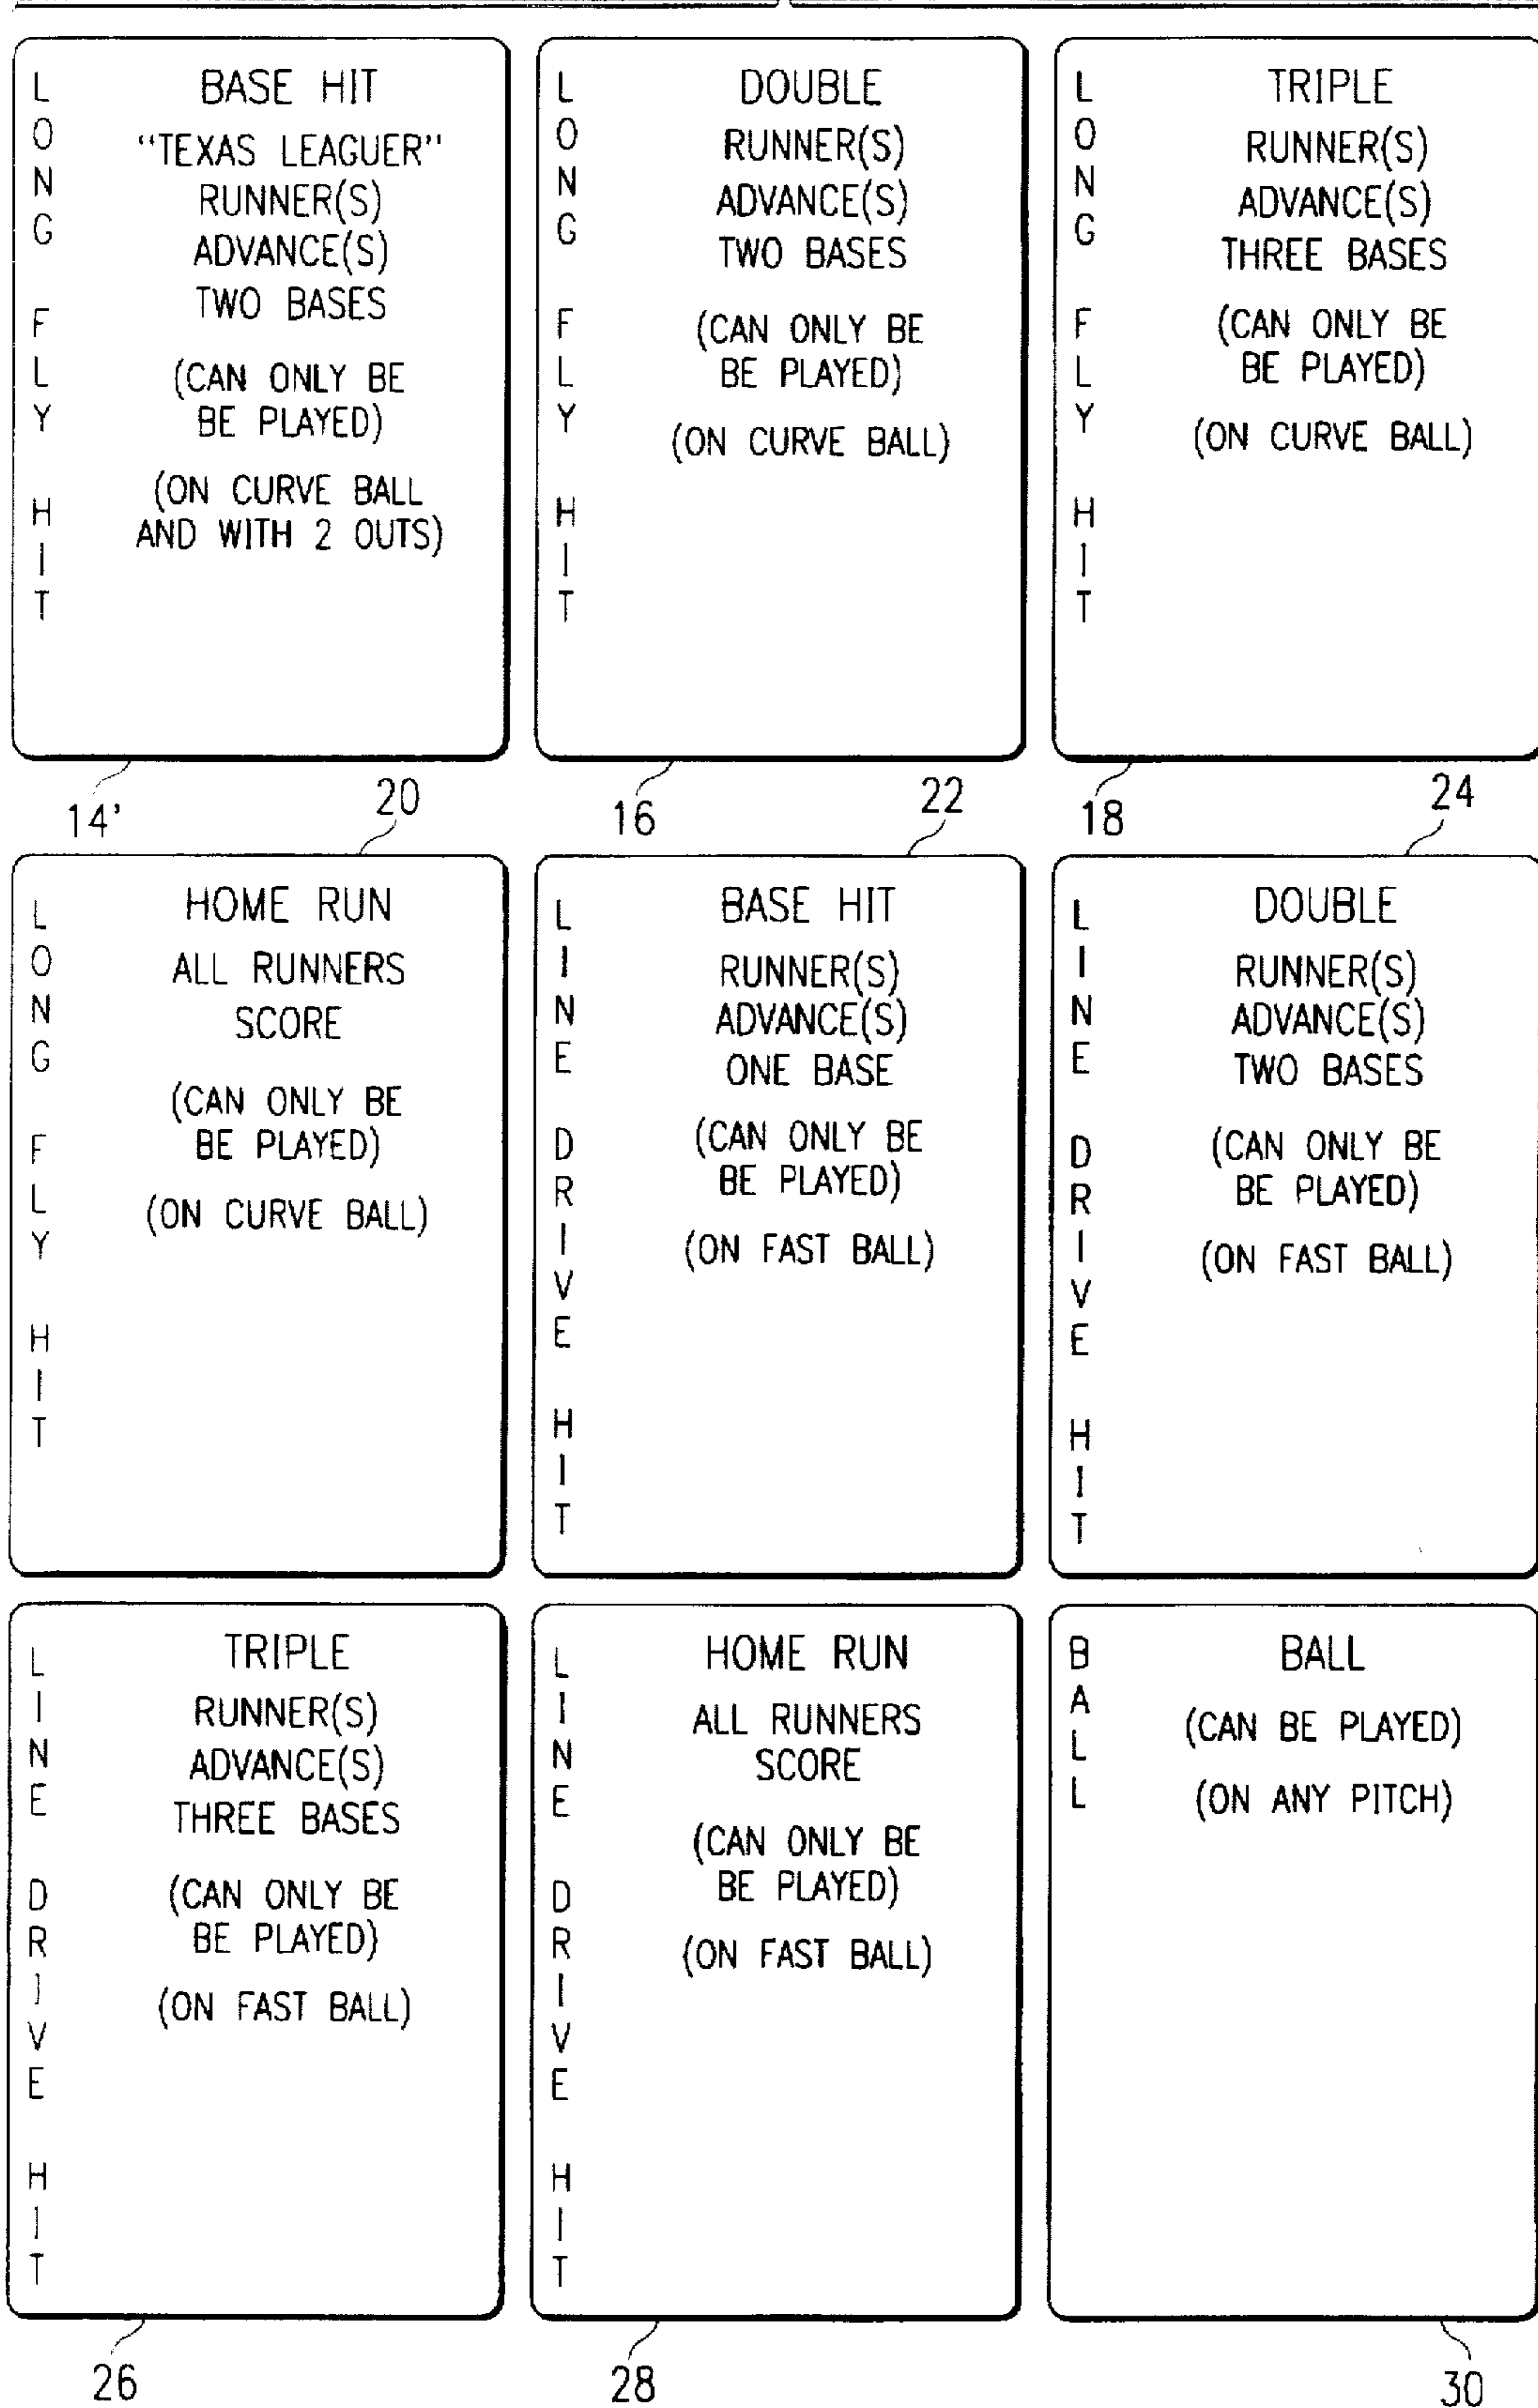 LONG FLY HIT
BASE HIT
"TEXAS LEAGUER"
RUNNER(S)
ADVANCE(S)
TWO BASES
(CAN ONLY BE
BE PLAYED)
(ON CURVE BALL
AND WITH 2 OUTS)
14'
LONG FLY HIT
DOUBLE
RUNNER(S)
ADVANCE(S)
TWO BASES
(CAN ONLY BE
BE PLAYED)
(ON CURVE BALL)
16
LONG FLY HIT
TRIPLE
RUNNER(S)
ADVANCE(S)
THREE BASES
(CAN ONLY BE
BE PLAYED)
(ON CURVE BALL)
18
20
LONG FLY HIT
HOME RUN
ALL RUNNERS
SCORE
(CAN ONLY BE
BE PLAYED)
(ON CURVE BALL)
22
LINE DRIVE HIT
BASE HIT
RUNNER(S)
ADVANCE(S)
ONE BASE
(CAN ONLY BE
BE PLAYED)
(ON FAST BALL)
24
LINE DRIVE HIT
DOUBLE
RUNNER(S)
ADVANCE(S)
TWO BASES
(CAN ONLY BE
BE PLAYED)
(ON FAST BALL)
LINE DRIVE HIT
TRIPLE
RUNNER(S)
ADVANCE(S)
THREE BASES
(CAN ONLY BE
BE PLAYED)
(ON FAST BALL)
26
LINE DRIVE HIT
HOME RUN
ALL RUNNERS
SCORE
(CAN ONLY BE
BE PLAYED)
(ON FAST BALL)
28
BALL
BALL
(CAN BE PLAYED)
(ON ANY PITCH)
30